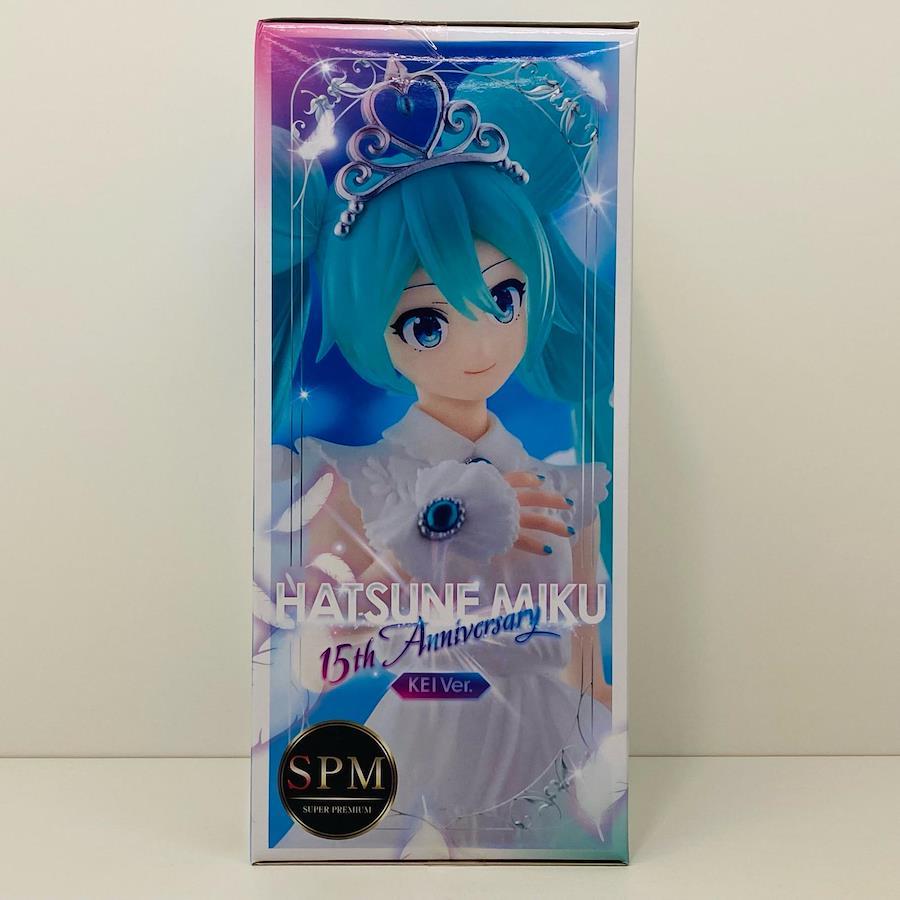 HATSUNE MIKU
15th Anniversary
KEI Ver.
SPM
SUPER PREMIUM